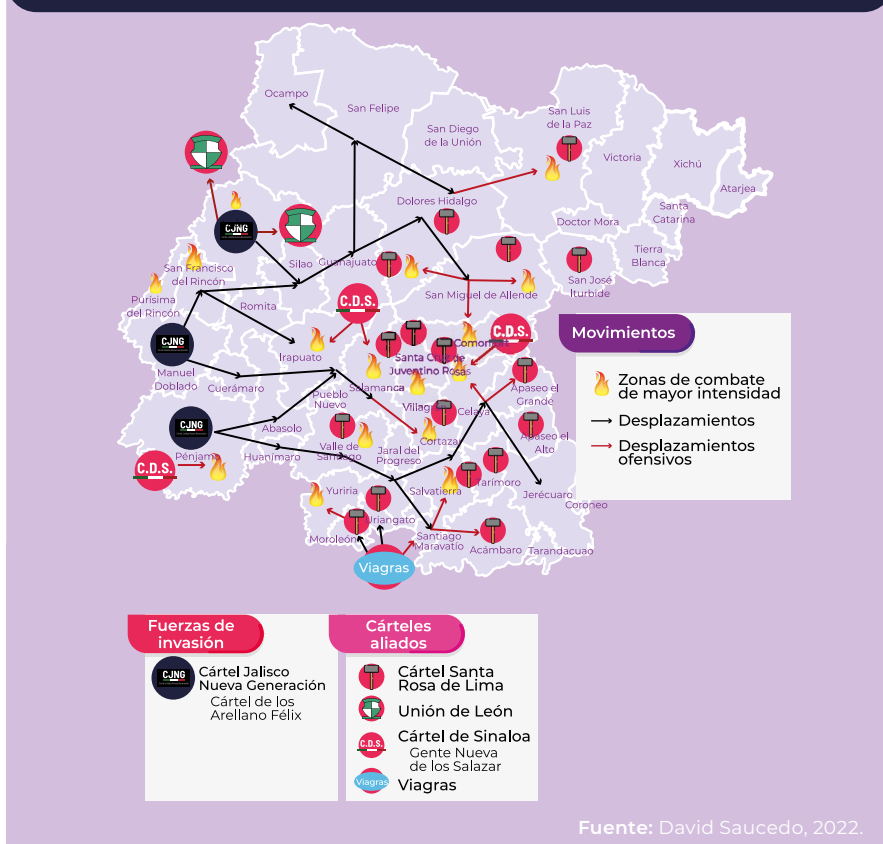 Ocampo
San Felipe
San Diego
de la Unión
San Luis
de la Paz
Victoria
Xichú
Atarjea
Dolores Hidalgo
Doctor Mora
Santa
Catarina
Tierra
Blanca
CJNG
San Francisco
del Rincón
Silao
Guanajuato
Purísima
del Rincón
Romita
C.D.S.
San Miguel de Allende
San José
Iturbide
CJNG
Irapuato
C.D.S.
Comonfort
Santa Cruz de
Juventino Rosas
Manuel
Doblado
Cuerámaro
Pueblo
Nuevo
Salamanca
Villagrán
Celaya
Apaseo el
Grande
CJNG
Abasolo
Valle de
Santiago
Cortazar
Apaseo el
Alto
Jaral del
Progreso
C.D.S.
Pénjamo
Huanímaro
Yuriria
Salvatierra
Tarímoro
Jerécuaro
Coroneo
Uriangato
Moroleón
Santiago
Maravatío
Acámbaro
Tarandacuao
Viagras
Movimientos
Zonas de combate
de mayor intensidad
Desplazamientos
Desplazamientos
ofensivos
Fuerzas de
invasión
CJNG
Cártel Jalisco
Nueva Generación
Cártel de los
Arellano Félix
Cárteles
aliados
Cártel Santa
Rosa de Lima
Unión de León
C.D.S.
Cártel de Sinaloa
Gente Nueva
de los Salazar
Viagras
Viagras
Fuente: David Saucedo, 2022.